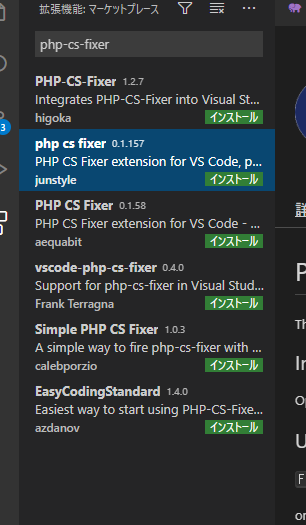 拡張機能: マーケットプレース
php-cs-fixer
PHP-CS-Fixer 1.2.7
Integrates PHP-CS-Fixer into Visual St...
higoka インストール
php cs fixer 0.1.157
PHP CS Fixer extension for VS Code, p...
junstyle インストール
PHP CS Fixer 0.1.58
PHP CS Fixer extension for VS Code - ...
aequabit インストール
vscode-php-cs-fixer 0.4.0
Support for php-cs-fixer in Visual Stud...
Frank Terragna インストール
Simple PHP CS Fixer 1.0.3
A simple way to fire php-cs-fixer with ...
calebporzio インストール
EasyCodingStandard 1.4.0
Easiest way to start using PHP-CS-Fixe...
azdanov インストール
3
詳
P
Th
In
Op
U
F
or